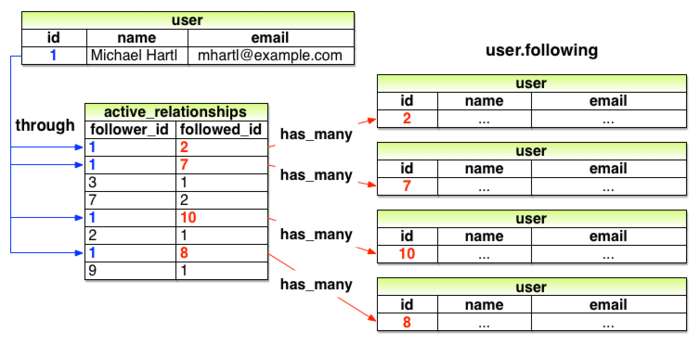 user
id name email
1 Michael Hartl mhartl@example.com
user.following
through
active_relationships
follower_id followed_id
1 2
1 7
3 1
7 2
1 10
2 1
1 8
9 1
has_many
has_many
has_many
has_many
user
id name email
2 ... ...
user
id name email
7 ... ...
user
id name email
10 ... ...
user
id name email
8 ... ...